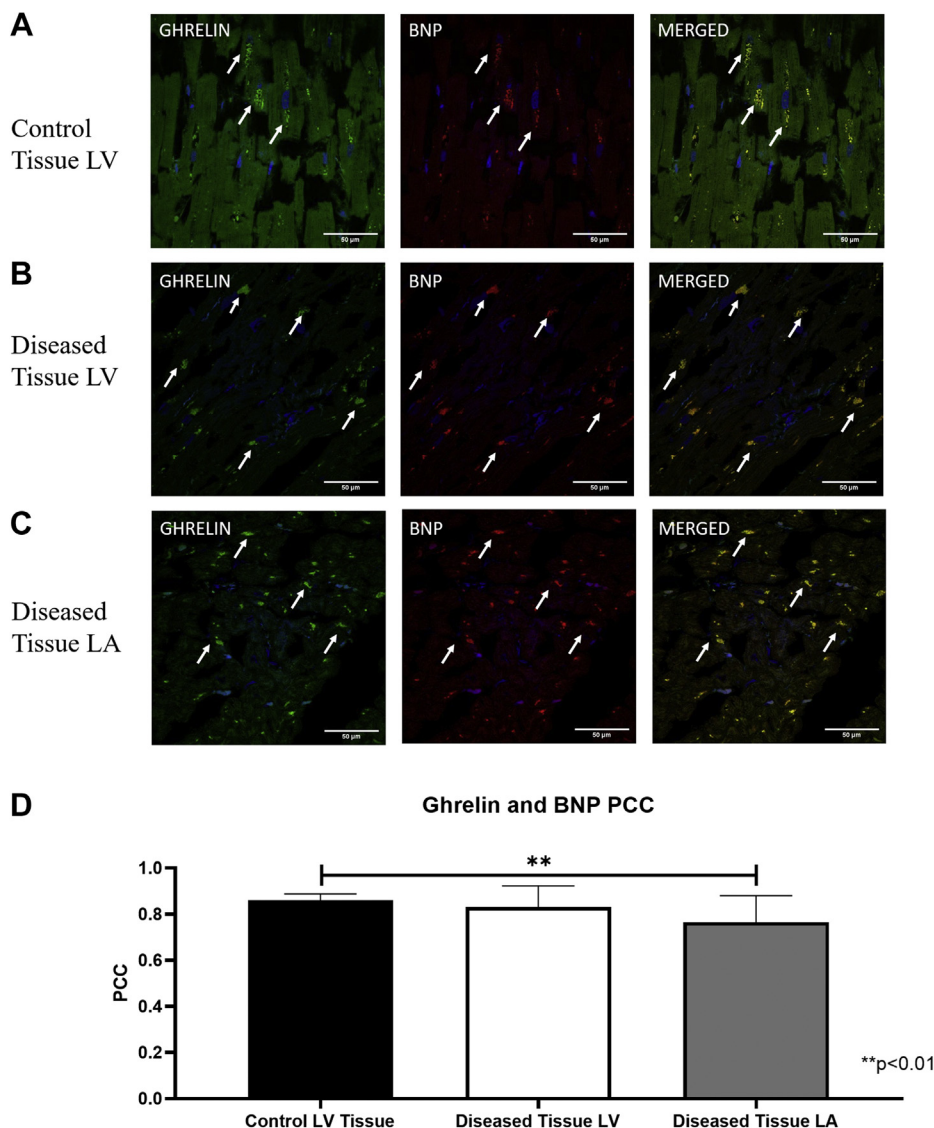 A
GHRELIN
BNP
MERGED
Control
Tissue LV
50 µm
50 µm
50 µm
B
GHRELIN
BNP
MERGED
Diseased
Tissue LV
50 µm
50 µm
50 µm
C
GHRELIN
BNP
MERGED
Diseased
Tissue LA
50 µm
50 µm
50 µm
D
Ghrelin and BNP PCC
**
1.0
0.8
0.6
0.4
0.2
0.0
PCC
**p<0.01
Control LV Tissue
Diseased Tissue LV
Diseased Tissue LA